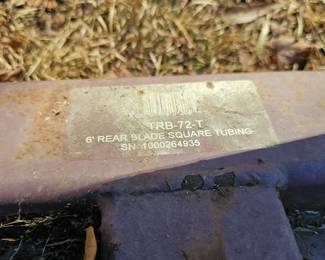 TRB-72-T
6' REAR BLADE SQUARE TUBING
SN 1000264935